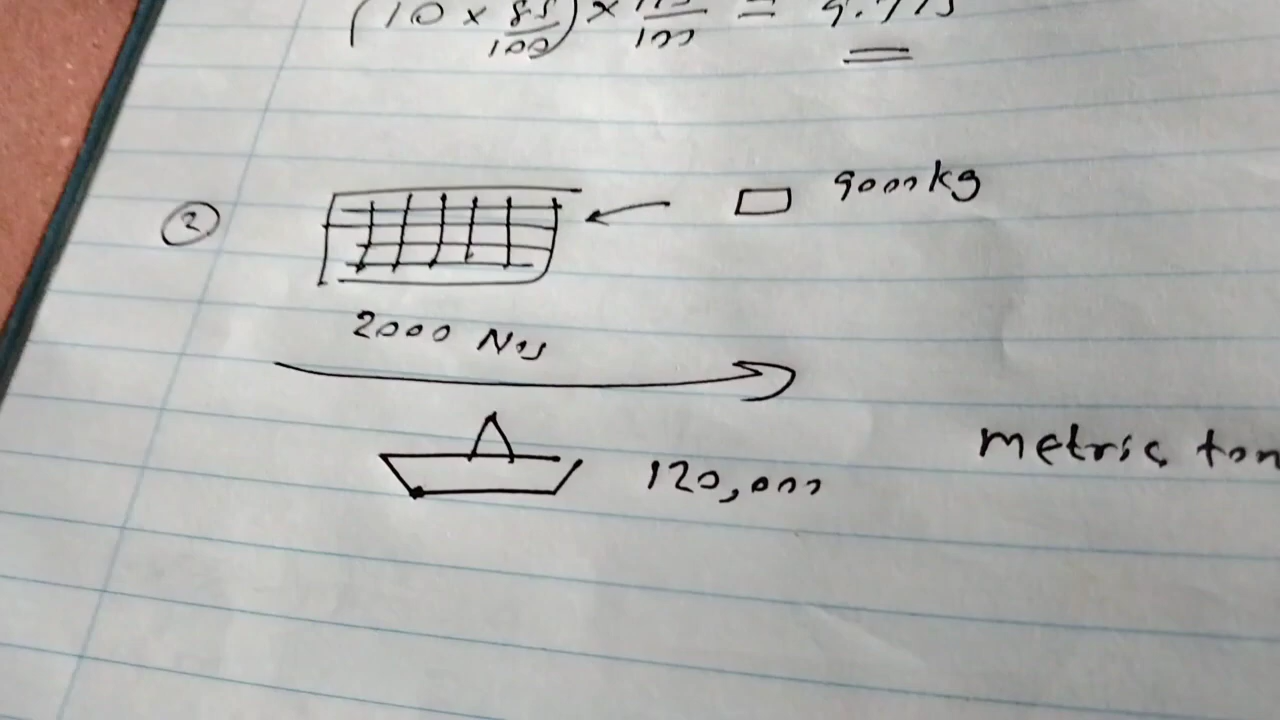 (10 × 85/100) × 115/100 = 9.775
② 9000kg
2000 Nos
120,000
metric ton